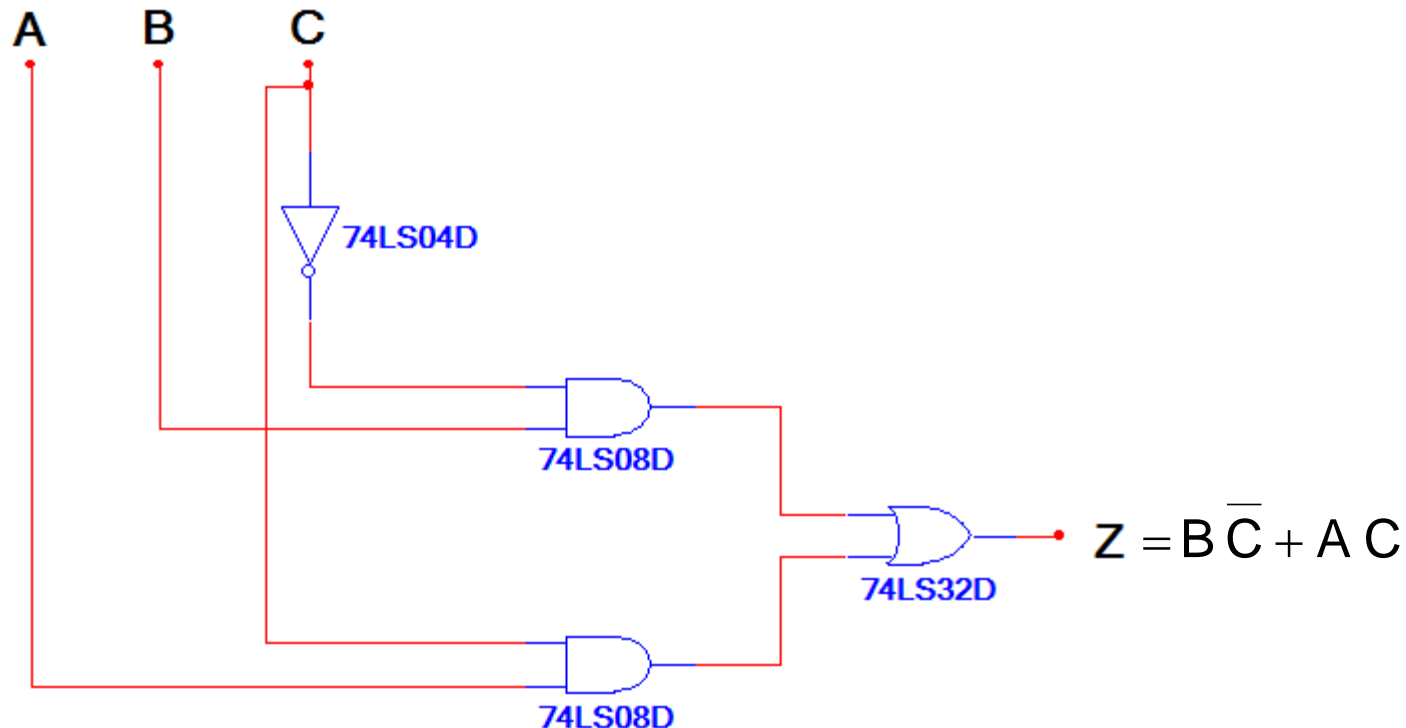 A B C
74LS04D
74LS08D
Z = B C̅ + A C
74LS32D
74LS08D